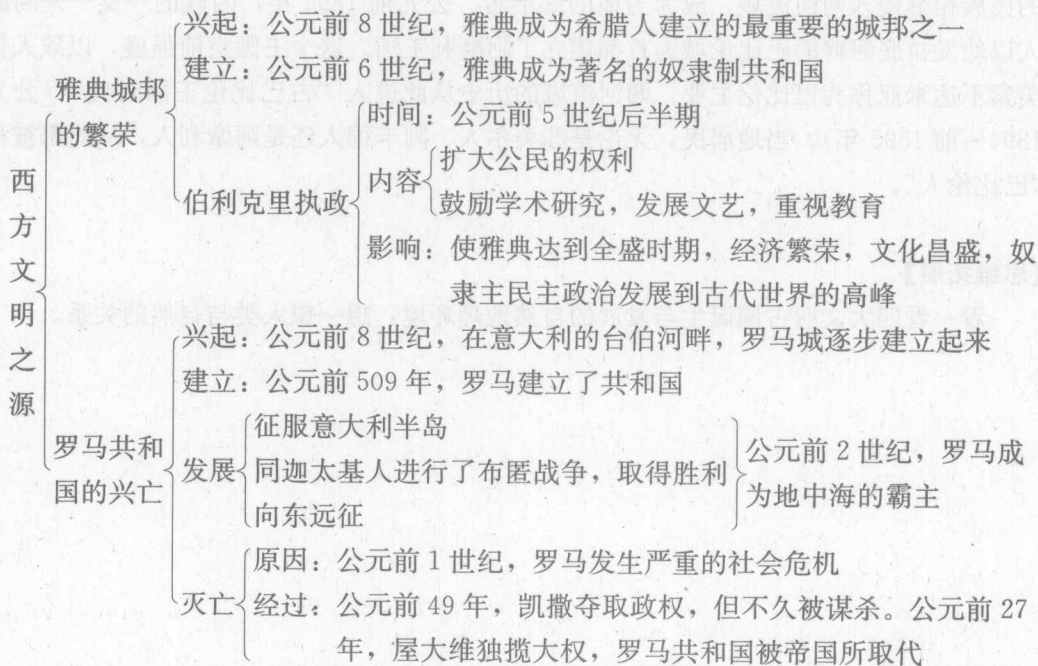 兴起：公元前 8 世纪，雅典成为希腊人建立的最重要的城邦之一
建立：公元前 6 世纪，雅典成为著名的奴隶制共和国
雅典城邦
的繁荣
时间：公元前 5 世纪后半期
伯利克里执政
内容
扩大公民的权利
鼓励学术研究，发展文艺，重视教育
影响：使雅典达到全盛时期，经济繁荣，文化昌盛，奴
隶主民主政治发展到古代世界的高峰
西方文明之源
兴起：公元前 8 世纪，在意大利的台伯河畔，罗马城逐步建立起来
建立：公元前 509 年，罗马建立了共和国
罗马共和
国的兴亡
发展
征服意大利半岛
同迦太基人进行了布匿战争，取得胜利
向东远征
公元前 2 世纪，罗马成
为地中海的霸主
灭亡
原因：公元前 1 世纪，罗马发生严重的社会危机
经过：公元前 49 年，凯撒夺取政权，但不久被谋杀。公元前 27
年，屋大维独揽大权，罗马共和国被帝国所取代